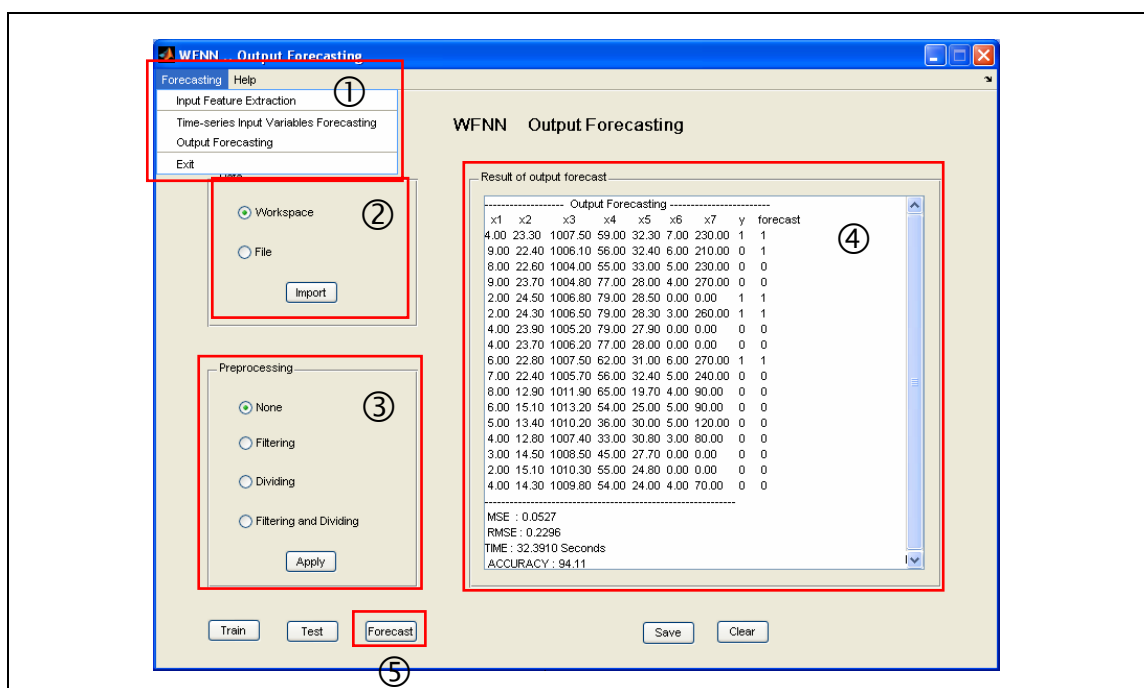 WFNN .. Output Forecasting
Forecasting Help
①
Input Feature Extraction
Time-series Input Variables Forecasting
Output Forecasting
Exit
WFNN Output Forecasting
Data
Workspace
②
File
Import
Preprocessing
None
③
Filtering
Dividing
Filtering and Dividing
Apply
Result of output forecast
------------------- Output Forecasting ------------------------
x1 x2 x3 x4 x5 x6 x7 y forecast
④
4.00 23.30 1007.50 59.00 32.30 7.00 230.00 1 1
9.00 22.40 1006.10 56.00 32.40 6.00 210.00 0 1
8.00 22.60 1004.00 55.00 33.00 5.00 230.00 0 0
9.00 23.70 1004.80 77.00 28.00 4.00 270.00 0 0
2.00 24.50 1006.80 79.00 28.50 0.00 0.00 1 1
2.00 24.30 1006.50 79.00 28.30 3.00 260.00 1 1
4.00 23.90 1005.20 79.00 27.90 0.00 0.00 0 0
4.00 23.70 1006.20 77.00 28.00 0.00 0.00 0 0
6.00 22.80 1007.50 62.00 31.00 6.00 270.00 1 1
7.00 22.40 1005.70 56.00 32.40 5.00 240.00 0 0
8.00 12.90 1011.90 65.00 19.70 4.00 90.00 0 0
6.00 15.10 1013.20 54.00 25.00 5.00 90.00 0 0
5.00 13.40 1010.20 36.00 30.00 5.00 120.00 0 0
4.00 12.80 1007.40 33.00 30.80 3.00 80.00 0 0
3.00 14.50 1008.50 45.00 27.70 0.00 0.00 0 0
2.00 15.10 1010.30 55.00 24.80 0.00 0.00 0 0
4.00 14.30 1009.80 54.00 24.00 4.00 70.00 0 0
------------------------------------------------------------
MSE : 0.0527
RMSE : 0.2296
TIME : 32.3910 Seconds
ACCURACY : 94.11
Train Test Forecast Save Clear
⑤